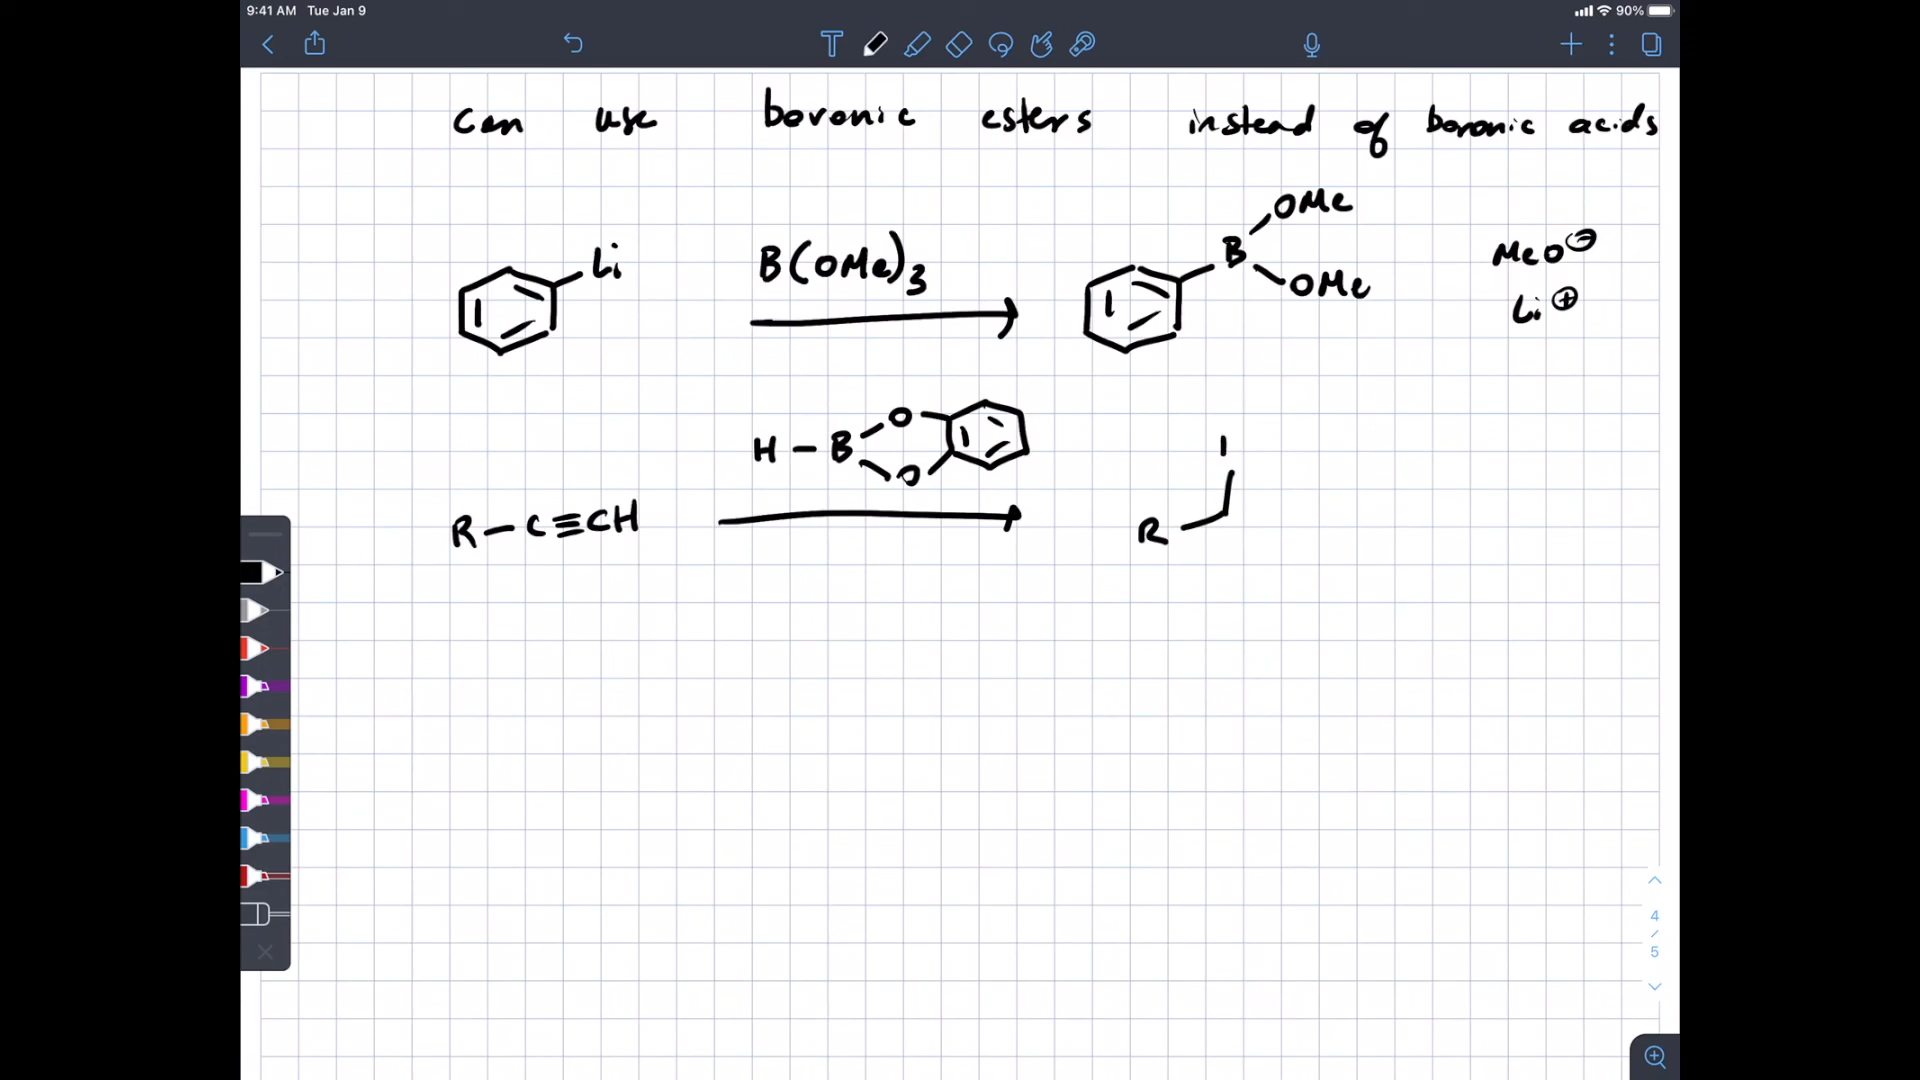 9:41 AM Tue Jan 9 90%
can use boronic esters instead of boronic acids
Li B(OMe)₃ B OMe OMe MeO⊖ Li⊕
H – B O O
R – C ≡ CH R
4 / 5